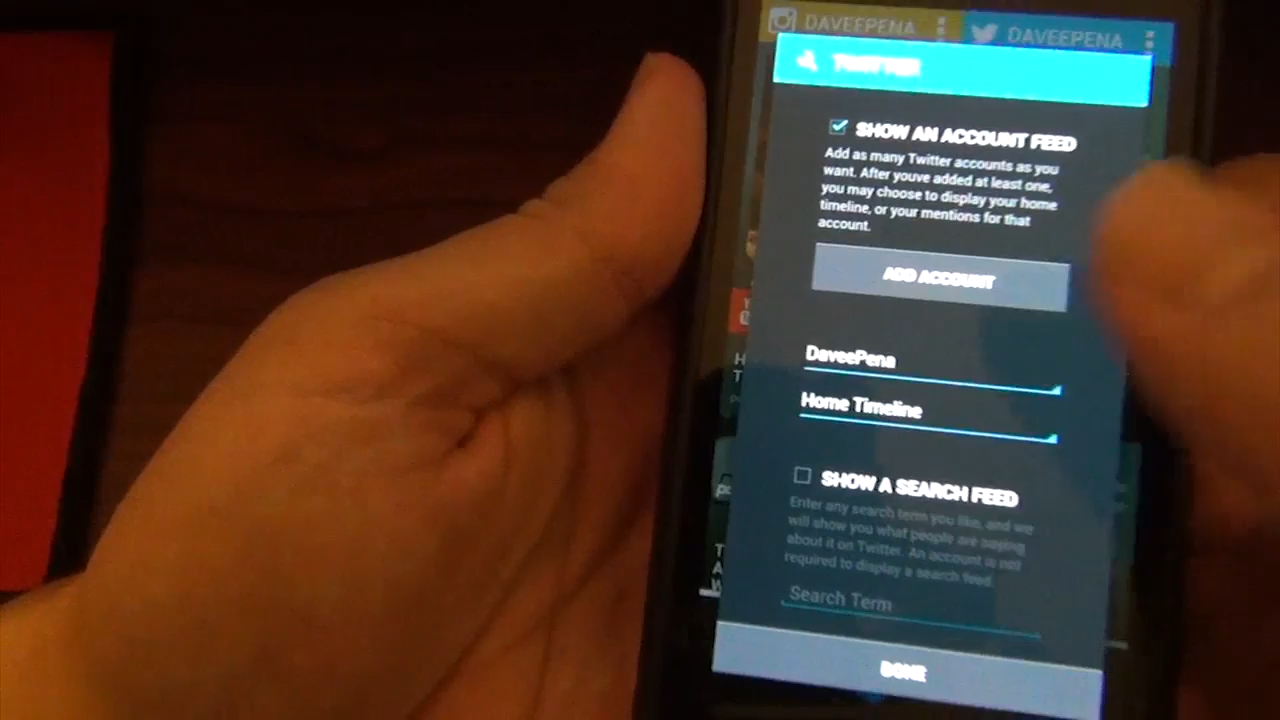 DAVEEPENA
DAVEEPENA
TWITTER
SHOW AN ACCOUNT FEED
Add as many Twitter accounts as you
want. After youve added at least one,
you may choose to display your home
timeline, or your mentions for that
account.
ADD ACCOUNT
DaveePena
Home Timeline
SHOW A SEARCH FEED
Enter any search term you like, and we
will show you what people are saying
about it on Twitter. An account is not
required to display a search feed.
Search Term
DONE